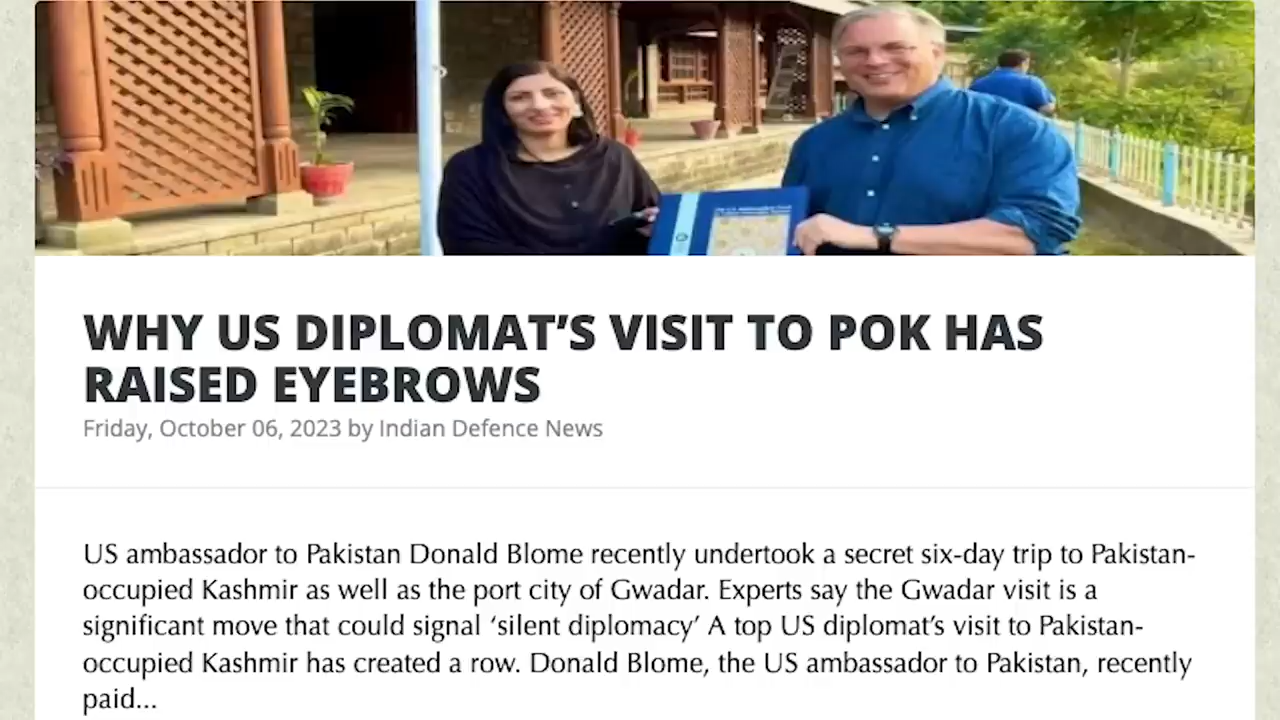 WHY US DIPLOMAT’S VISIT TO POK HAS
RAISED EYEBROWS
Friday, October 06, 2023 by Indian Defence News
US ambassador to Pakistan Donald Blome recently undertook a secret six-day trip to Pakistan-
occupied Kashmir as well as the port city of Gwadar. Experts say the Gwadar visit is a
significant move that could signal ‘silent diplomacy’ A top US diplomat’s visit to Pakistan-
occupied Kashmir has created a row. Donald Blome, the US ambassador to Pakistan, recently
paid...